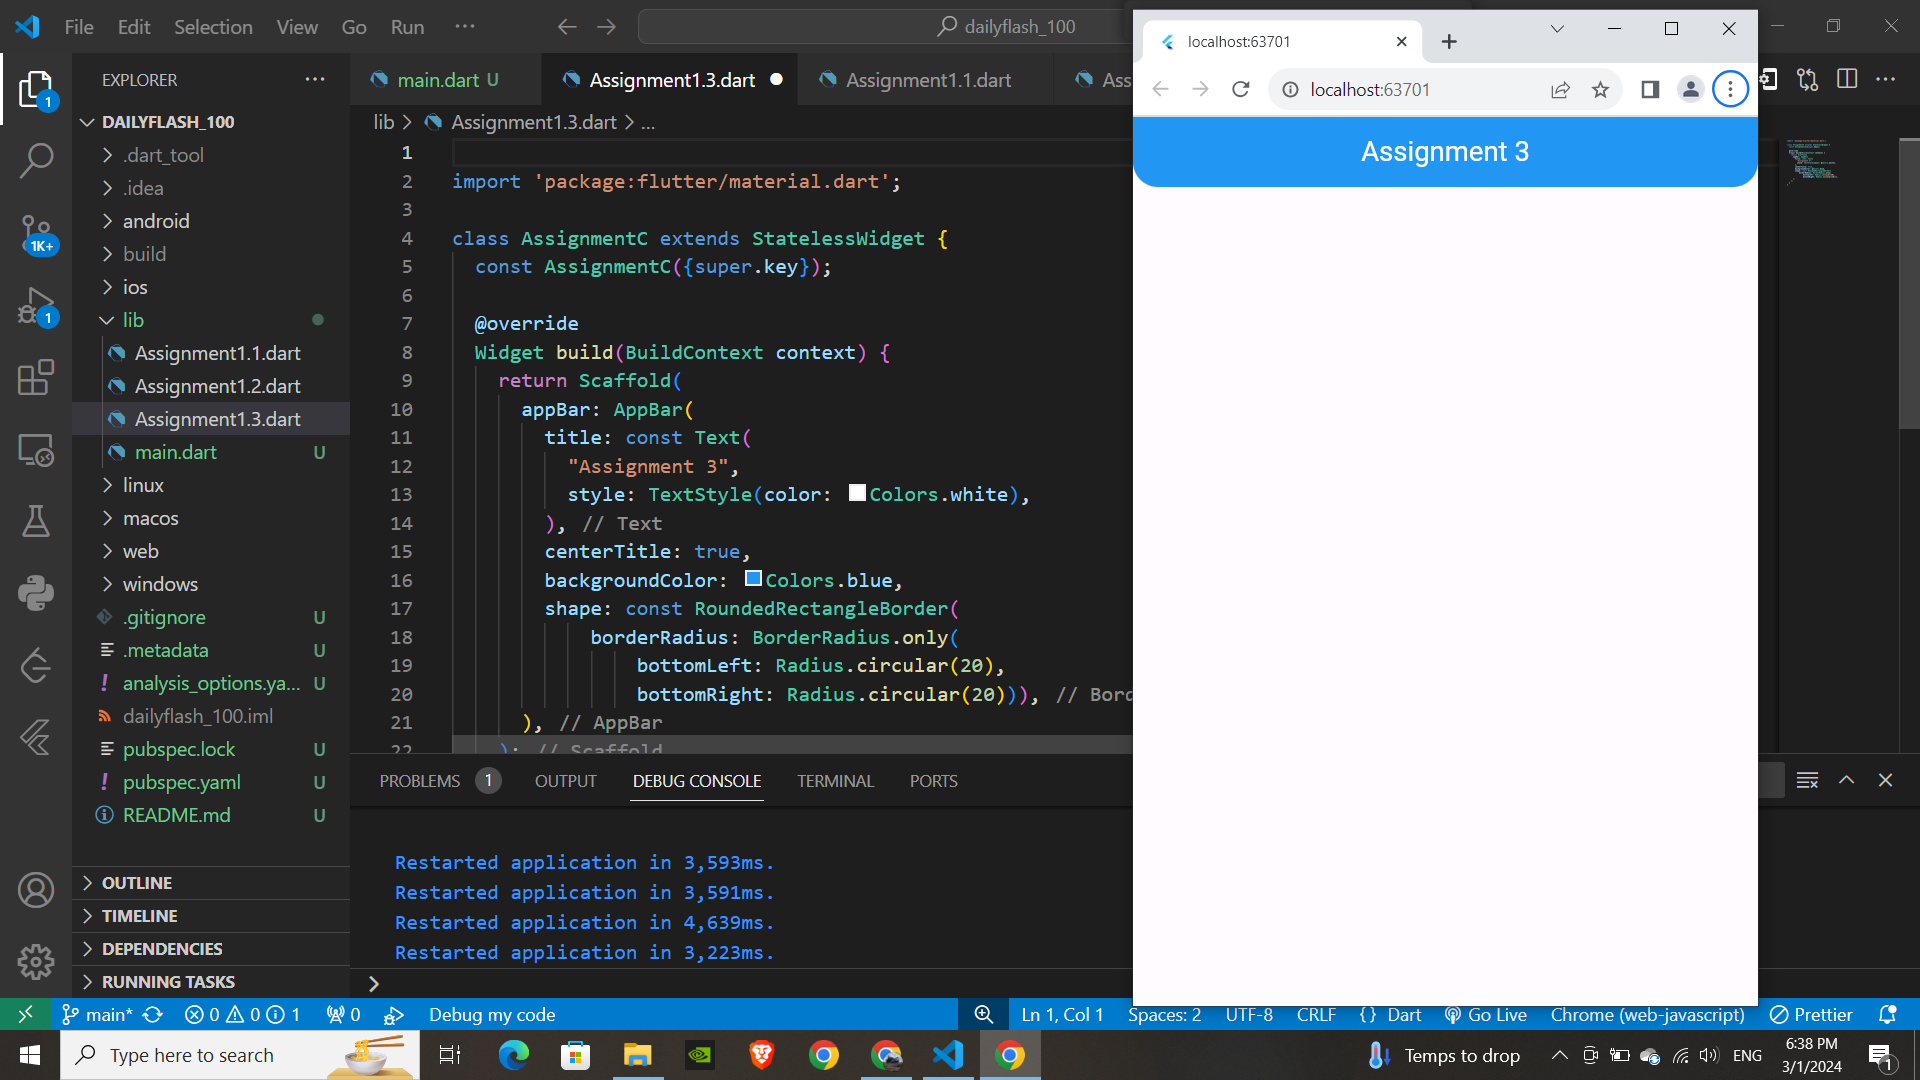 File Edit Selection View Go Run ···
dailyflash_100
EXPLORER
DAILYFLASH_100
.dart_tool
.idea
android
build
ios
lib
Assignment1.1.dart
Assignment1.2.dart
Assignment1.3.dart
main.dart U
linux
macos
web
windows
.gitignore U
.metadata U
analysis_options.ya... U
dailyflash_100.iml
pubspec.lock U
pubspec.yaml U
README.md U
OUTLINE
TIMELINE
DEPENDENCIES
RUNNING TASKS
1
1K+
1
main.dart U Assignment1.3.dart Assignment1.1.dart Ass
lib > Assignment1.3.dart > ...
1
2 import 'package:flutter/material.dart';
3
4 class AssignmentC extends StatelessWidget {
5 const AssignmentC({super.key});
6
7 @override
8 Widget build(BuildContext context) {
9 return Scaffold(
10 appBar: AppBar(
11 title: const Text(
12 "Assignment 3",
13 style: TextStyle(color: Colors.white),
14 ), // Text
15 centerTitle: true,
16 backgroundColor: Colors.blue,
17 shape: const RoundedRectangleBorder(
18 borderRadius: BorderRadius.only(
19 bottomLeft: Radius.circular(20),
20 bottomRight: Radius.circular(20))), // Bord
21 ), // AppBar
22 ); // Scaffold
PROBLEMS 1 OUTPUT DEBUG CONSOLE TERMINAL PORTS
Restarted application in 3,593ms.
Restarted application in 3,591ms.
Restarted application in 4,639ms.
Restarted application in 3,223ms.
localhost:63701
localhost:63701
Assignment 3
main* 0 0 1 0 Debug my code Ln 1, Col 1 Spaces: 2 UTF-8 CRLF {} Dart Go Live Chrome (web-javascript) Prettier
Type here to search
Temps to drop
ENG
6:38 PM
3/1/2024
1